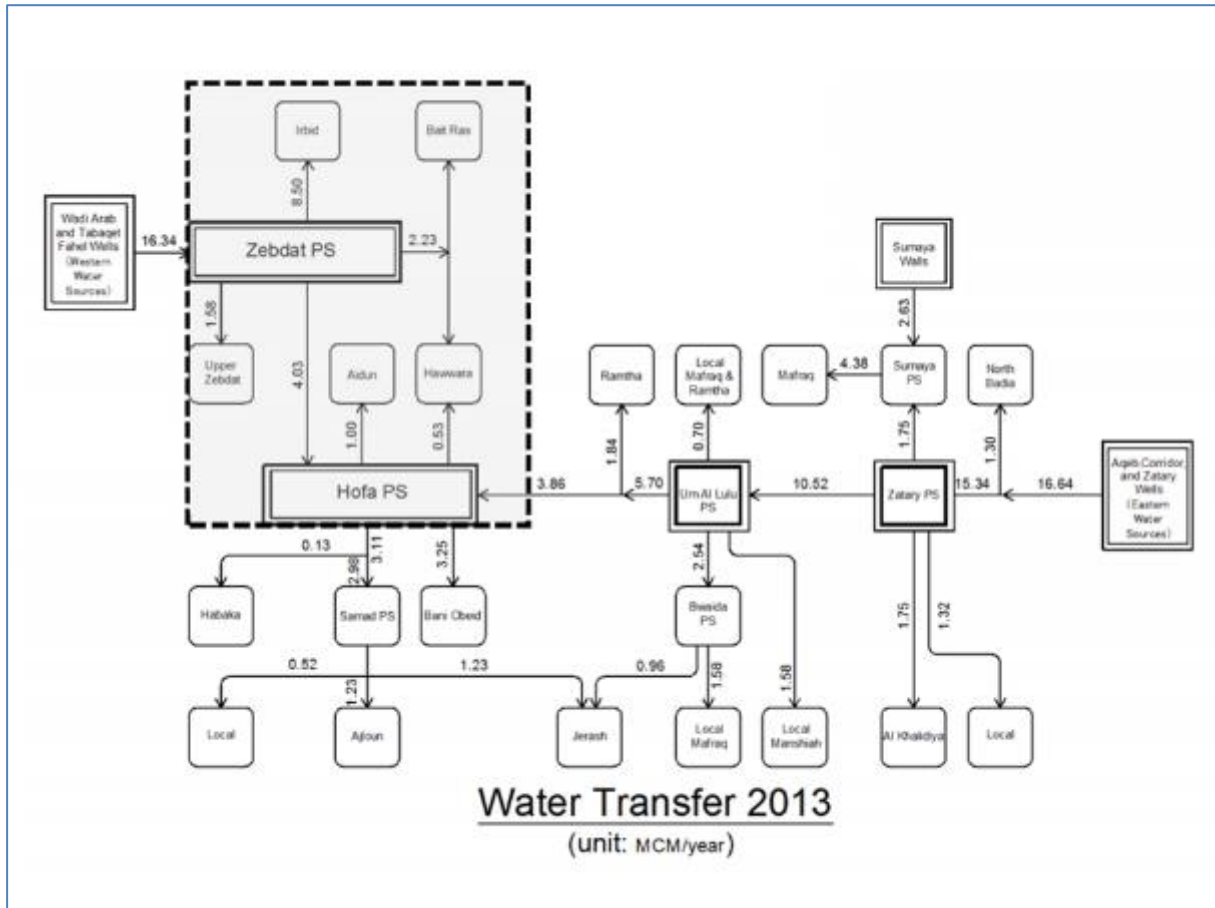 Irbid
Bait Ras
8.50
Wadi Arab
and Tabaqet
Fahel Wells
(Western
Water
Sources)
16.34
Zebdat PS
2.23
Sumaya
Wells
1.58
4.03
2.63
Upper
Zebdat
Aidun
Hawwara
Ramtha
Local
Mafraq &
Ramtha
Mafraq
4.38
Sumaya
PS
North
Badia
1.00
0.53
1.84
0.70
1.75
1.30
Hofa PS
3.86
5.70
Um Al Lulu
PS
10.52
Zatary PS
15.34
16.64
Aqeb Corridor,
and Zatary
Wells
(Eastern
Water
Sources)
0.13
3.11
2.98
3.25
2.54
Habaka
Samad PS
Bani Obeid
Bwaida
PS
1.75
1.32
0.52
1.23
1.23
0.96
1.58
1.58
Local
Ajloun
Jerash
Local
Mafraq
Local
Manshiah
Al Khalidiya
Local
Water Transfer 2013
(unit: MCM/year)